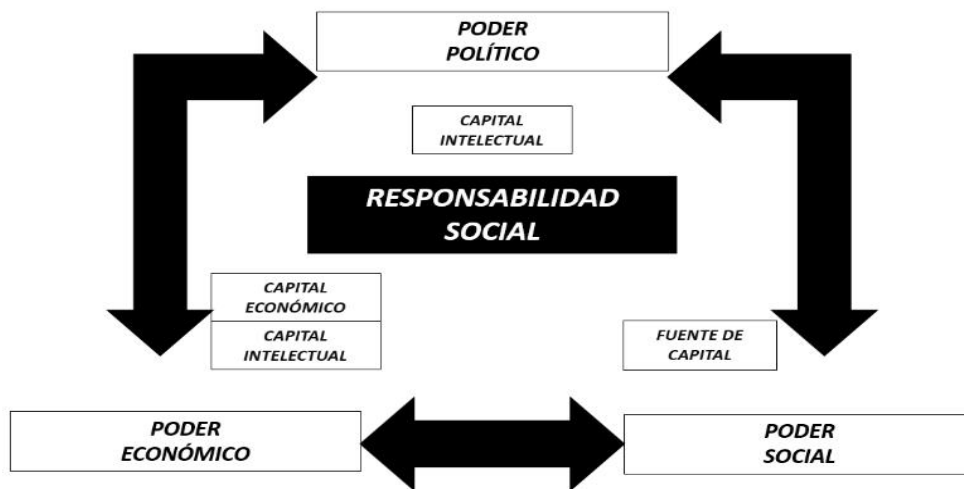 PODER
POLÍTICO
CAPITAL
INTELECTUAL
RESPONSABILIDAD
SOCIAL
CAPITAL
ECONÓMICO
CAPITAL
INTELECTUAL
FUENTE DE
CAPITAL
PODER
ECONÓMICO
PODER
SOCIAL